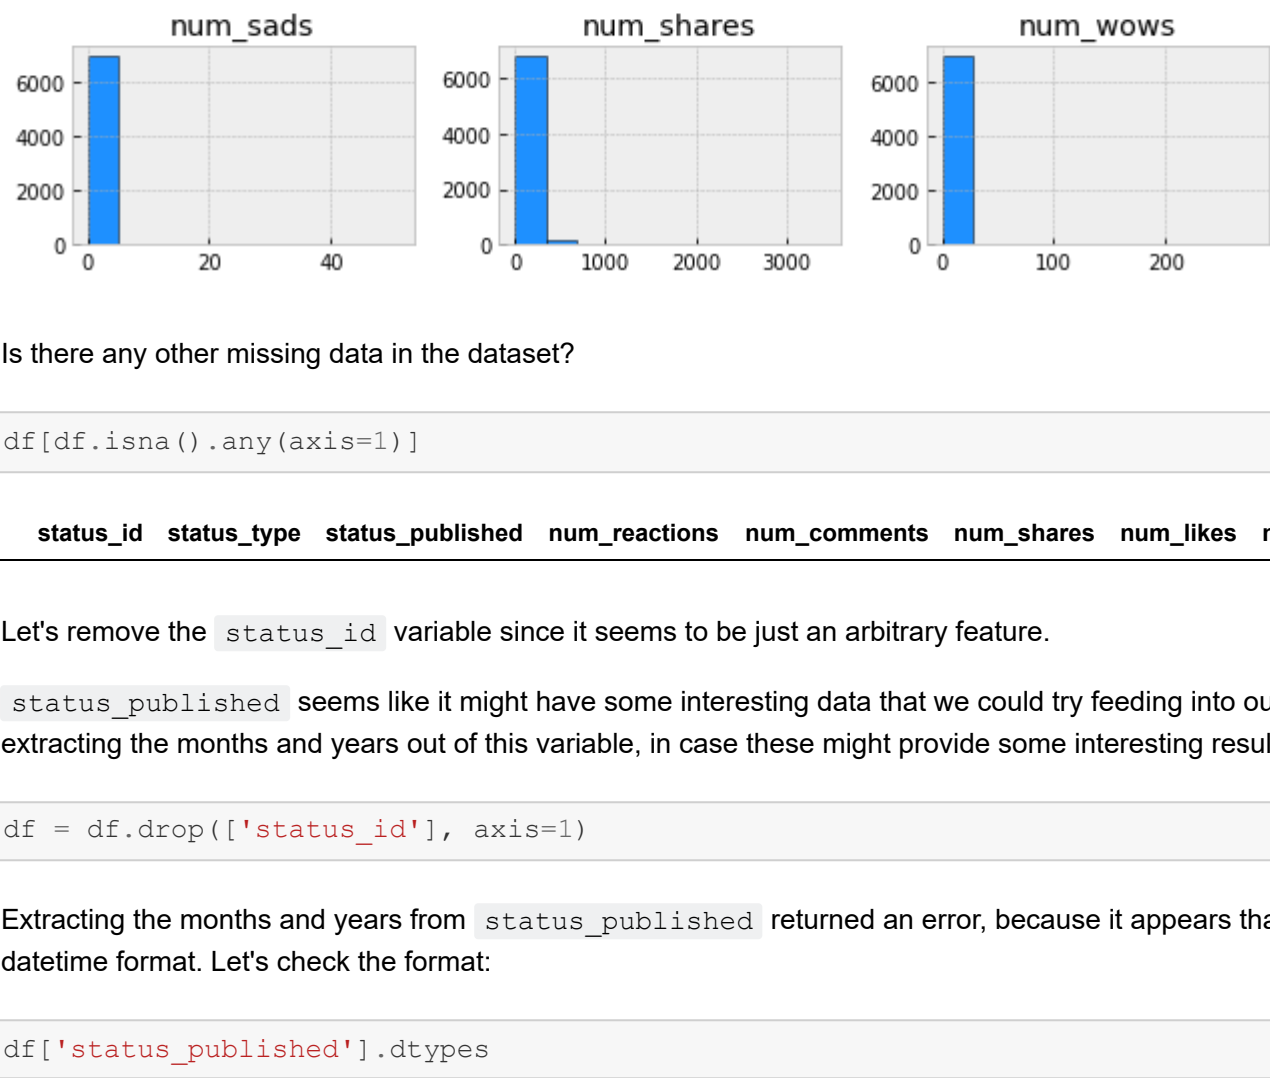 num_sads num_shares num_wows
6000 6000 6000
4000 4000 4000
2000 2000 2000
0 0 0
0 20 40 0 1000 2000 3000 0 100 200
Is there any other missing data in the dataset?
df[df.isna().any(axis=1)]
status_id status_type status_published num_reactions num_comments num_shares num_likes
Let's remove the status_id variable since it seems to be just an arbitrary feature.
status_published seems like it might have some interesting data that we could try feeding into ou
extracting the months and years out of this variable, in case these might provide some interesting resul
df = df.drop(['status_id'], axis=1)
Extracting the months and years from status_published returned an error, because it appears tha
datetime format. Let's check the format:
df['status_published'].dtypes